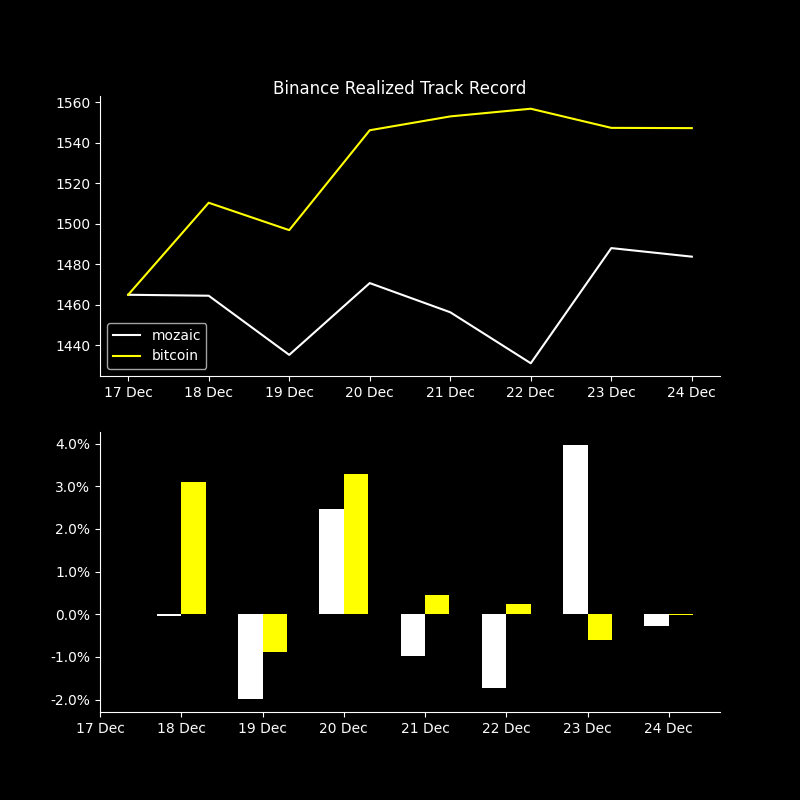 Binance Realized Track Record
1560
1540
1520
1500
1480
1460
1440
mozaic
bitcoin
17 Dec 18 Dec 19 Dec 20 Dec 21 Dec 22 Dec 23 Dec 24 Dec
4.0%
3.0%
2.0%
1.0%
0.0%
-1.0%
-2.0%
17 Dec 18 Dec 19 Dec 20 Dec 21 Dec 22 Dec 23 Dec 24 Dec